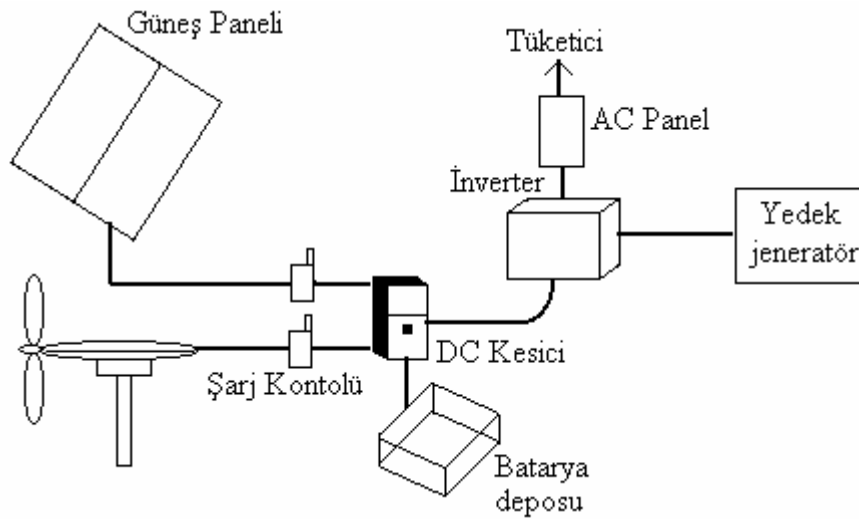 Güneş Paneli
Tüketici
AC Panel
İnverter
Yedek
jeneratör
DC Kesici
Şarj Kontolü
Batarya
deposu